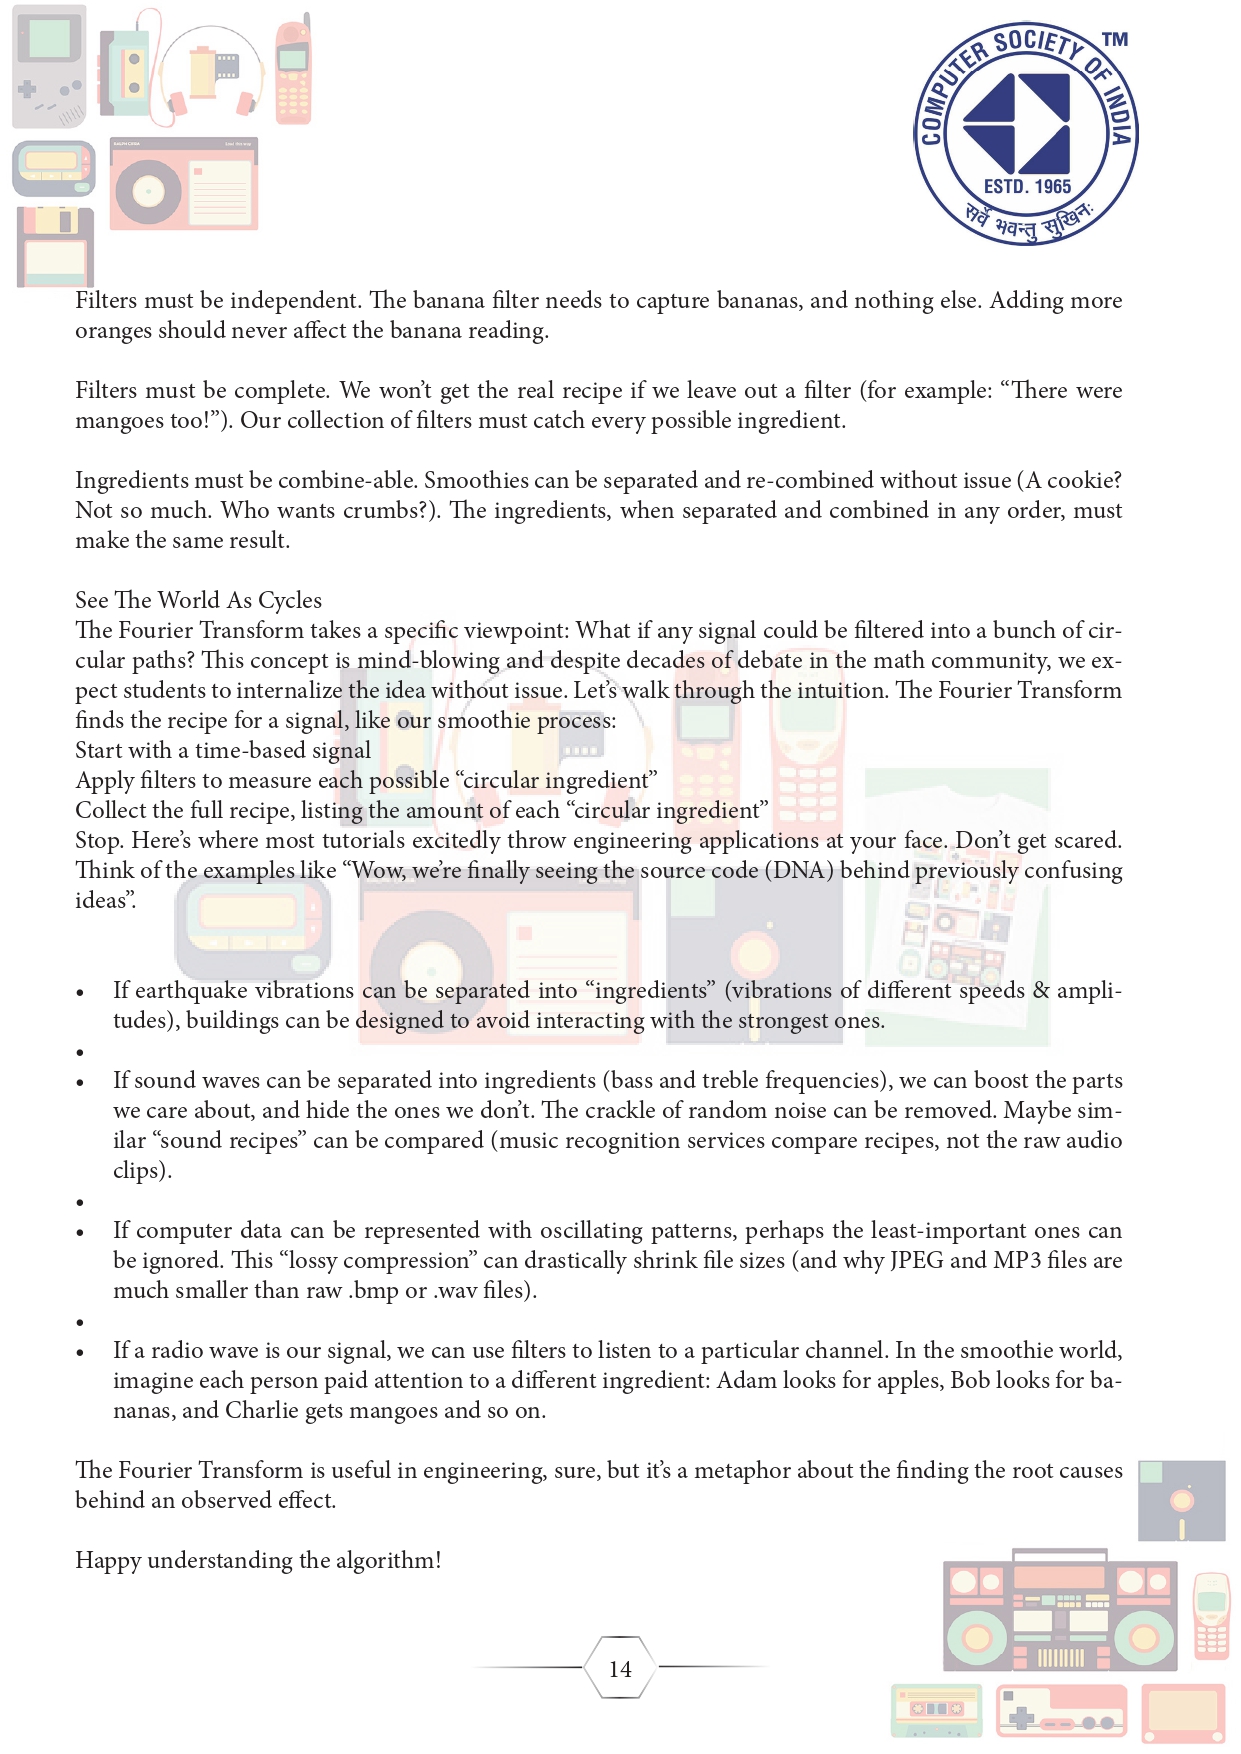 COMPUTER SOCIETY OF INDIA
TM
ESTD. 1965
सर्वे भवन्तु सुखिनः
Filters must be independent. The banana filter needs to capture bananas, and nothing else. Adding more
oranges should never affect the banana reading.
Filters must be complete. We won’t get the real recipe if we leave out a filter (for example: “There were
mangoes too!”). Our collection of filters must catch every possible ingredient.
Ingredients must be combine-able. Smoothies can be separated and re-combined without issue (A cookie?
Not so much. Who wants crumbs?). The ingredients, when separated and combined in any order, must
make the same result.
See The World As Cycles
The Fourier Transform takes a specific viewpoint: What if any signal could be filtered into a bunch of cir-
cular paths? This concept is mind-blowing and despite decades of debate in the math community, we ex-
pect students to internalize the idea without issue. Let’s walk through the intuition. The Fourier Transform
finds the recipe for a signal, like our smoothie process:
Start with a time-based signal
Apply filters to measure each possible “circular ingredient”
Collect the full recipe, listing the amount of each “circular ingredient”
Stop. Here’s where most tutorials excitedly throw engineering applications at your face. Don’t get scared.
Think of the examples like “Wow, we’re finally seeing the source code (DNA) behind previously confusing
ideas”.
• If earthquake vibrations can be separated into “ingredients” (vibrations of different speeds & ampli-
tudes), buildings can be designed to avoid interacting with the strongest ones.
•
• If sound waves can be separated into ingredients (bass and treble frequencies), we can boost the parts
we care about, and hide the ones we don’t. The crackle of random noise can be removed. Maybe sim-
ilar “sound recipes” can be compared (music recognition services compare recipes, not the raw audio
clips).
•
• If computer data can be represented with oscillating patterns, perhaps the least-important ones can
be ignored. This “lossy compression” can drastically shrink file sizes (and why JPEG and MP3 files are
much smaller than raw .bmp or .wav files).
•
• If a radio wave is our signal, we can use filters to listen to a particular channel. In the smoothie world,
imagine each person paid attention to a different ingredient: Adam looks for apples, Bob looks for ba-
nanas, and Charlie gets mangoes and so on.
The Fourier Transform is useful in engineering, sure, but it’s a metaphor about the finding the root causes
behind an observed effect.
Happy understanding the algorithm!
14